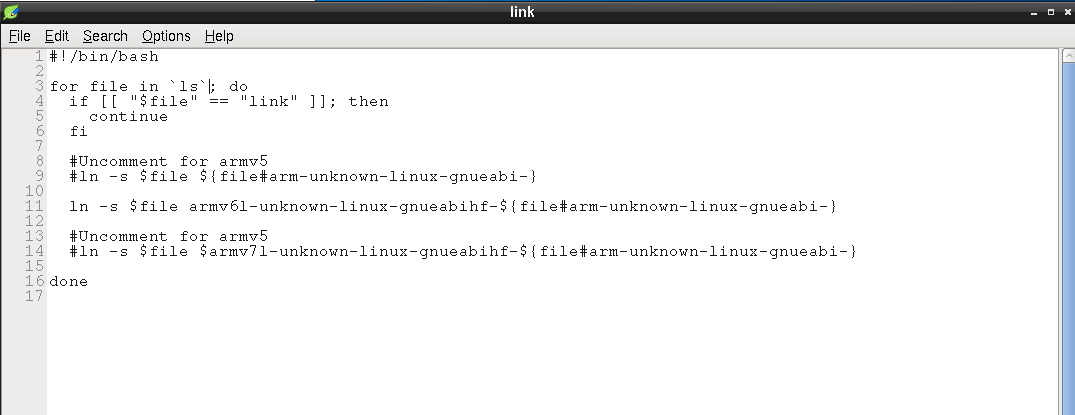 link
File Edit Search Options Help
1 #!/bin/bash
2
3 for file in `ls`; do
4   if [[ "$file" == "link" ]]; then
5     continue
6   fi
7
8   #Uncomment for armv5
9   #ln -s $file ${file#arm-unknown-linux-gnueabi-}
10
11   ln -s $file armv6l-unknown-linux-gnueabihf-${file#arm-unknown-linux-gnueabi-}
12
13   #Uncomment for armv5
14   #ln -s $file $armv7l-unknown-linux-gnueabihf-${file#arm-unknown-linux-gnueabi-}
15
16 done
17